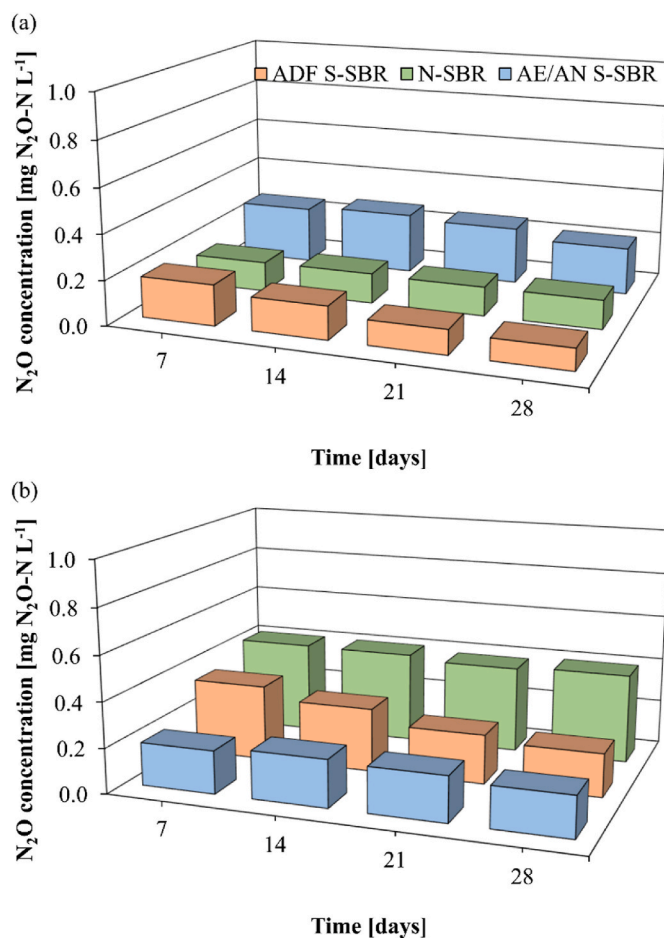 (a)
ADF S-SBR N-SBR AE/AN S-SBR
N₂O concentration [mg N₂O-N L⁻¹]
1.0
0.8
0.6
0.4
0.2
0.0
7
14
21
28
Time [days]
(b)
N₂O concentration [mg N₂O-N L⁻¹]
1.0
0.8
0.6
0.4
0.2
0.0
7
14
21
28
Time [days]